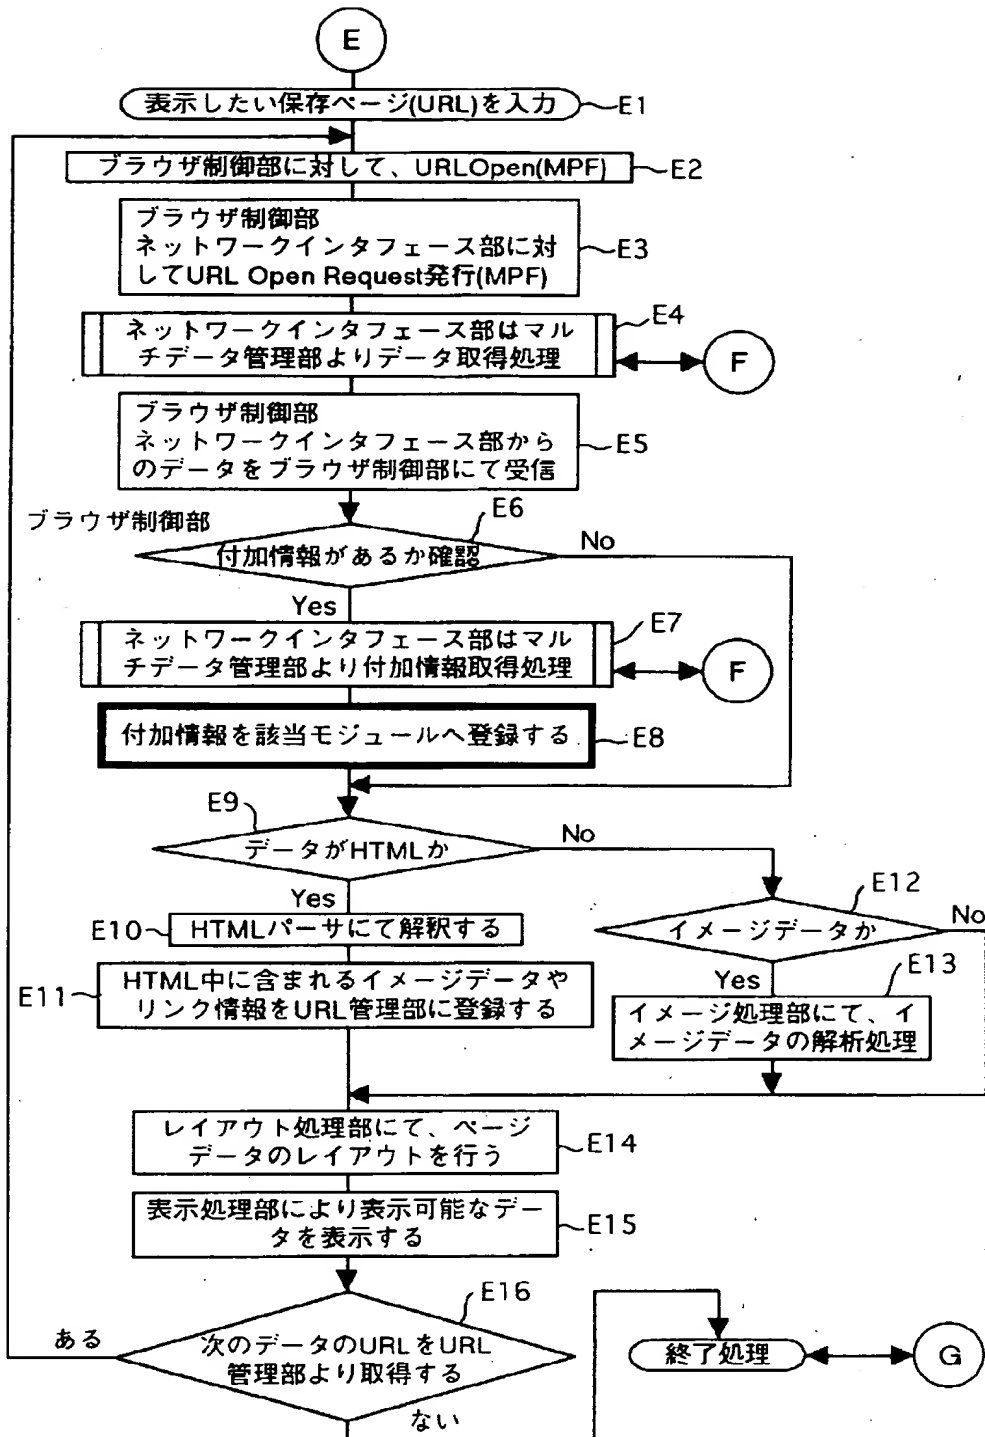 E
表示したい保存ページ(URL)を入力
E1
ブラウザ制御部に対して、URLOpen(MPF)
E2
ブラウザ制御部
ネットワークインタフェース部に対
してURL Open Request発行(MPF)
E3
ネットワークインタフェース部はマル
チデータ管理部よりデータ取得処理
E4
F
ブラウザ制御部
ネットワークインタフェース部から
のデータをブラウザ制御部にて受信
E5
ブラウザ制御部
E6
付加情報があるか確認
No
Yes
ネットワークインタフェース部はマル
チデータ管理部より付加情報取得処理
E7
F
付加情報を該当モジュールへ登録する
E8
E9
データがHTMLか
No
Yes
E10
HTMLパーサにて解釈する
E12
イメージデータか
No
E11
HTML中に含まれるイメージデータや
リンク情報をURL管理部に登録する
Yes
E13
イメージ処理部にて、イ
メージデータの解析処理
レイアウト処理部にて、ページ
データのレイアウトを行う
E14
表示処理部により表示可能なデー
タを表示する
E15
E16
ある
次のデータのURLをURL
管理部より取得する
ない
終了処理
G